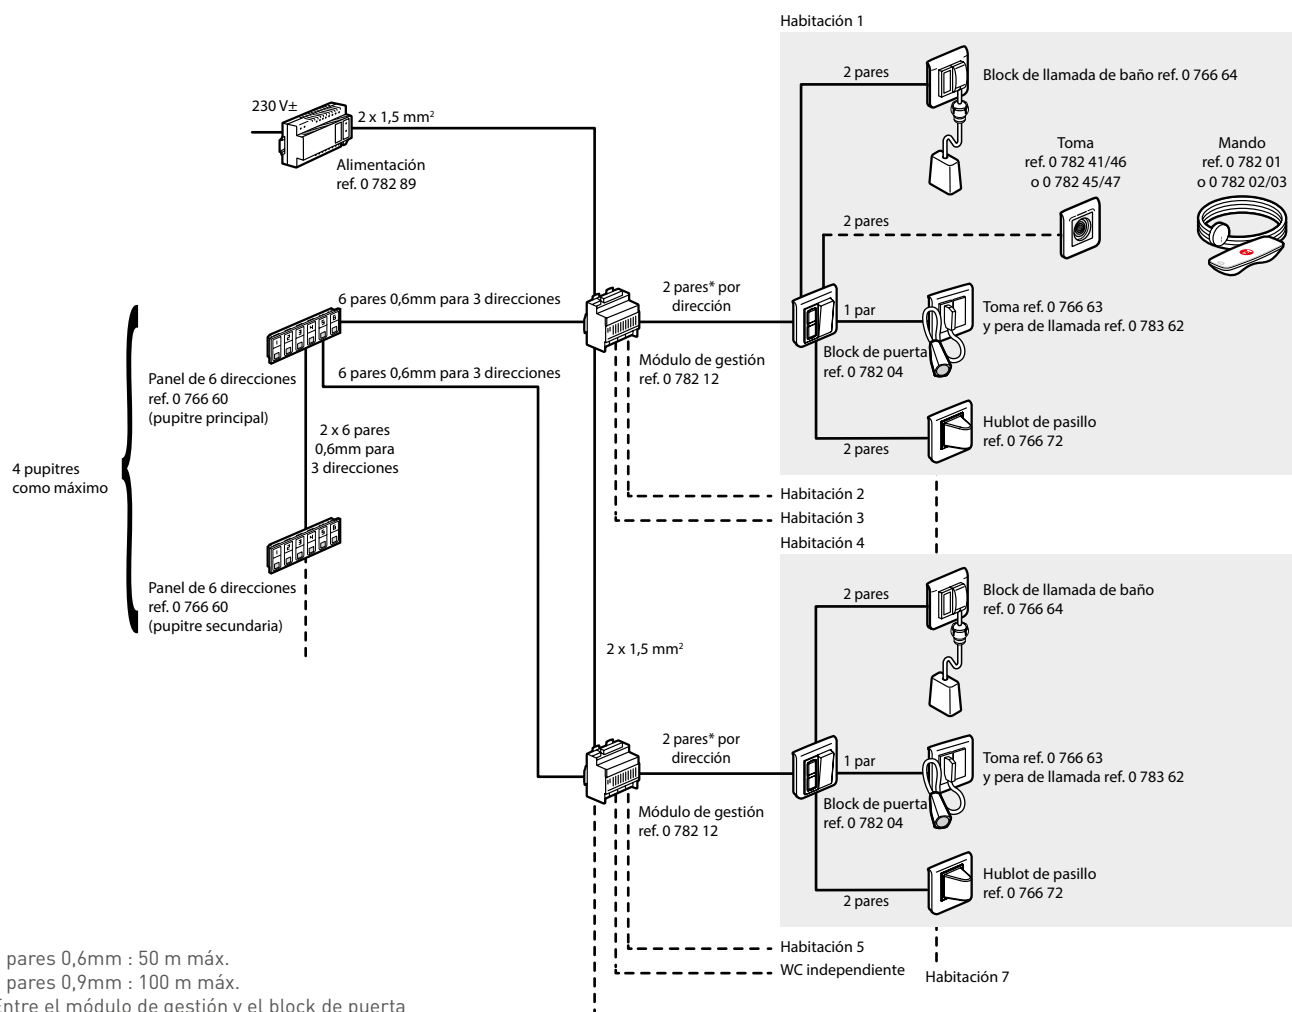 Habitación 1
2 pares
Block de llamada de baño ref. 0 766 64
230 V±
2 x 1,5 mm²
Alimentación
ref. 0 782 89
Toma
ref. 0 782 41/46
o 0 782 45/47
Mando
ref. 0 782 01
o 0 782 02/03
2 pares
6 pares 0,6mm para 3 direcciones
2 pares* por
dirección
1 par
Toma ref. 0 766 63
y pera de llamada ref. 0 783 62
Block de puerta
ref. 0 782 04
Módulo de gestión
ref. 0 782 12
Panel de 6 direcciones
ref. 0 766 60
(pupitre principal)
6 pares 0,6mm para 3 direcciones
2 x 6 pares
0,6mm para
3 direcciones
Hublot de pasillo
ref. 0 766 72
2 pares
4 pupitres
como máximo
Habitación 2
Habitación 3
Habitación 4
Panel de 6 direcciones
ref. 0 766 60
(pupitre secundaria)
2 pares
Block de llamada de baño
ref. 0 766 64
2 x 1,5 mm²
2 pares* por
dirección
1 par
Toma ref. 0 766 63
y pera de llamada ref. 0 783 62
Block de puerta
ref. 0 782 04
Módulo de gestión
ref. 0 782 12
Hublot de pasillo
ref. 0 766 72
2 pares
Habitación 5
WC independiente
Habitación 7
pares 0,6mm : 50 m máx.
pares 0,9mm : 100 m máx.
Entre el módulo de gestión y el block de puerta